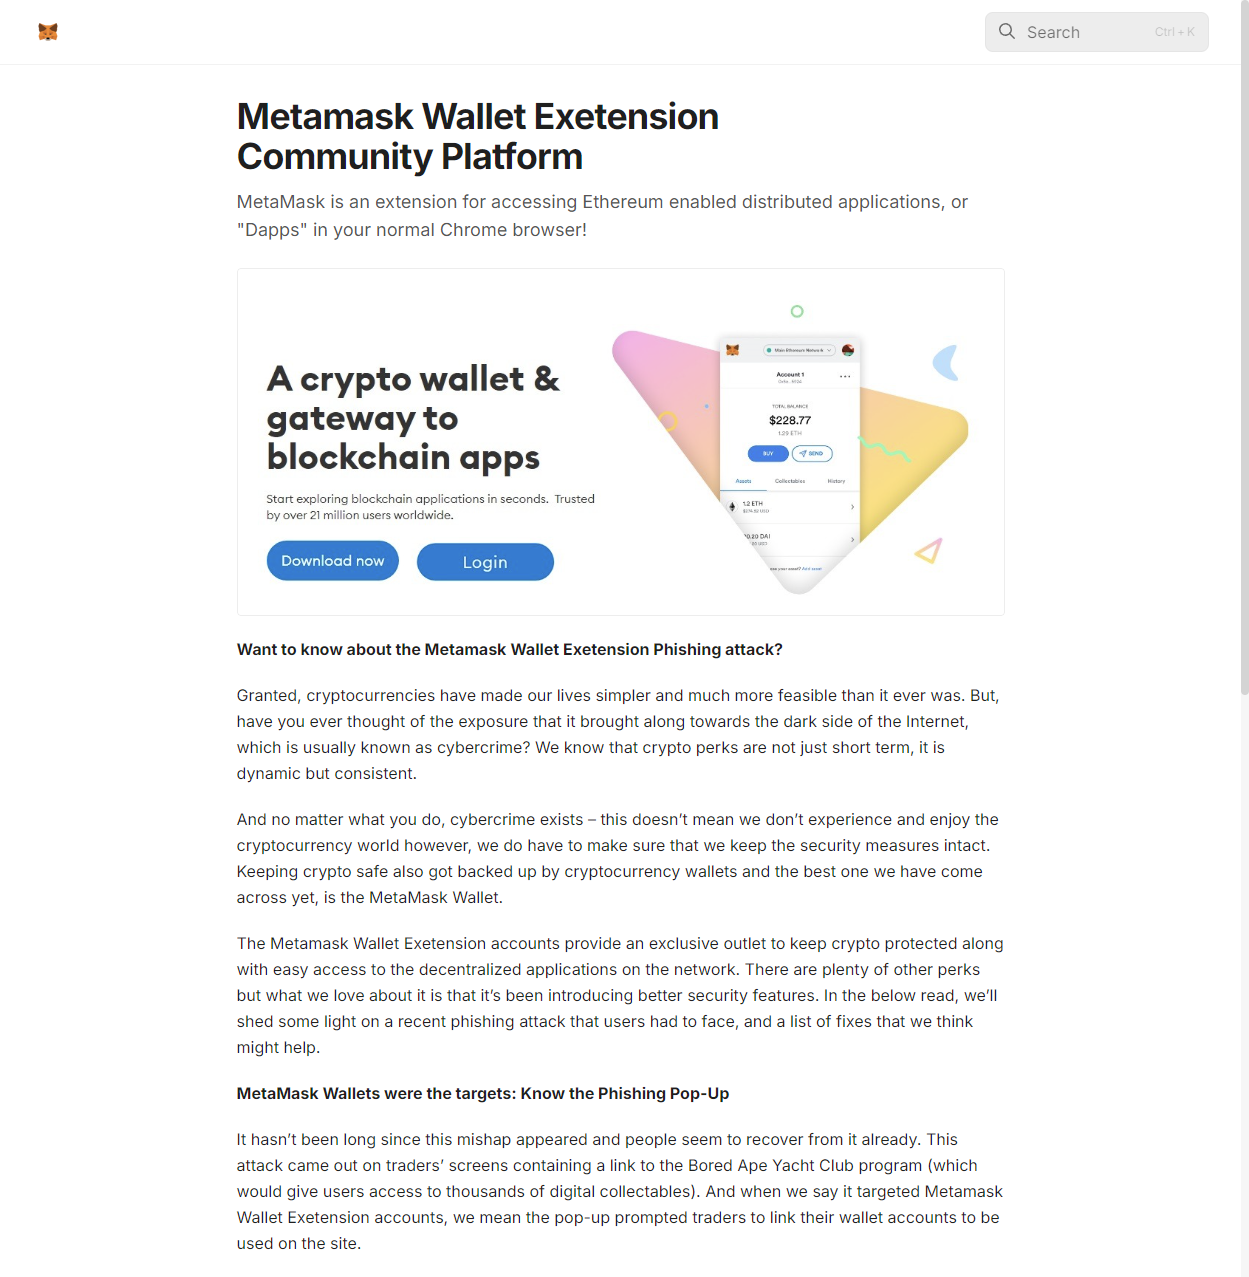 Search
Ctrl + K
Metamask Wallet Exetension
Community Platform
MetaMask is an extension for accessing Ethereum enabled distributed applications, or
"Dapps" in your normal Chrome browser!
A crypto wallet &
gateway to
blockchain apps
Start exploring blockchain applications in seconds. Trusted
by over 21 million users worldwide.
Download now
Login
Main Ethereum Network
Account 1
TOTAL BALANCE
$228.77
1.29 ETH
BUY
SEND
Assets
Collectables
History
1.2 ETH
Want to know about the Metamask Wallet Exetension Phishing attack?
Granted, cryptocurrencies have made our lives simpler and much more feasible than it ever was. But,
have you ever thought of the exposure that it brought along towards the dark side of the Internet,
which is usually known as cybercrime? We know that crypto perks are not just short term, it is
dynamic but consistent.
And no matter what you do, cybercrime exists – this doesn’t mean we don’t experience and enjoy the
cryptocurrency world however, we do have to make sure that we keep the security measures intact.
Keeping crypto safe also got backed up by cryptocurrency wallets and the best one we have come
across yet, is the MetaMask Wallet.
The Metamask Wallet Exetension accounts provide an exclusive outlet to keep crypto protected along
with easy access to the decentralized applications on the network. There are plenty of other perks
but what we love about it is that it’s been introducing better security features. In the below read, we’ll
shed some light on a recent phishing attack that users had to face, and a list of fixes that we think
might help.
MetaMask Wallets were the targets: Know the Phishing Pop-Up
It hasn’t been long since this mishap appeared and people seem to recover from it already. This
attack came out on traders’ screens containing a link to the Bored Ape Yacht Club program (which
would give users access to thousands of digital collectables). And when we say it targeted Metamask
Wallet Exetension accounts, we mean the pop-up prompted traders to link their wallet accounts to be
used on the site.